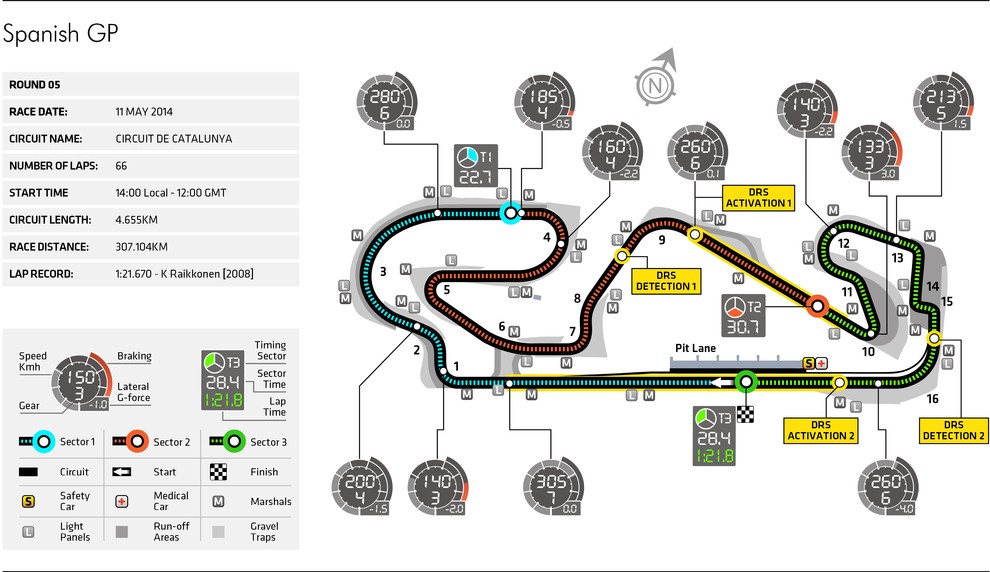 Spanish GP
ROUND 05
RACE DATE: 11 MAY 2014
CIRCUIT NAME: CIRCUIT DE CATALUNYA
NUMBER OF LAPS: 66
START TIME 14:00 Local - 12:00 GMT
CIRCUIT LENGTH: 4.655KM
RACE DISTANCE: 307.104KM
LAP RECORD: 1:21.670 - K Raikkonen [2008]
Speed Kmh
Gear
150
3
-1.0
Braking
Lateral G-force
T3
28.4
1:21.8
Timing Sector
Sector Time
Lap Time
Sector 1
Sector 2
Sector 3
Circuit
Start
Finish
S
Safety Car
Medical Car
M
Marshals
L
Light Panels
Run-off Areas
Gravel Traps
280
6
0.0
185
4
-0.5
160
4
-2.2
260
6
0.1
140
3
-2.2
133
3
3.0
213
5
1.5
N
T1
22.7
DRS
ACTIVATION 1
DRS
DETECTION 1
T2
30.7
Pit Lane
S
T3
28.4
1:21.8
DRS
ACTIVATION 2
DRS
DETECTION 2
1
2
3
4
5
6
7
8
9
10
11
12
13
14
15
16
200
4
-1.5
140
3
-2.0
305
7
0.0
260
6
-4.0